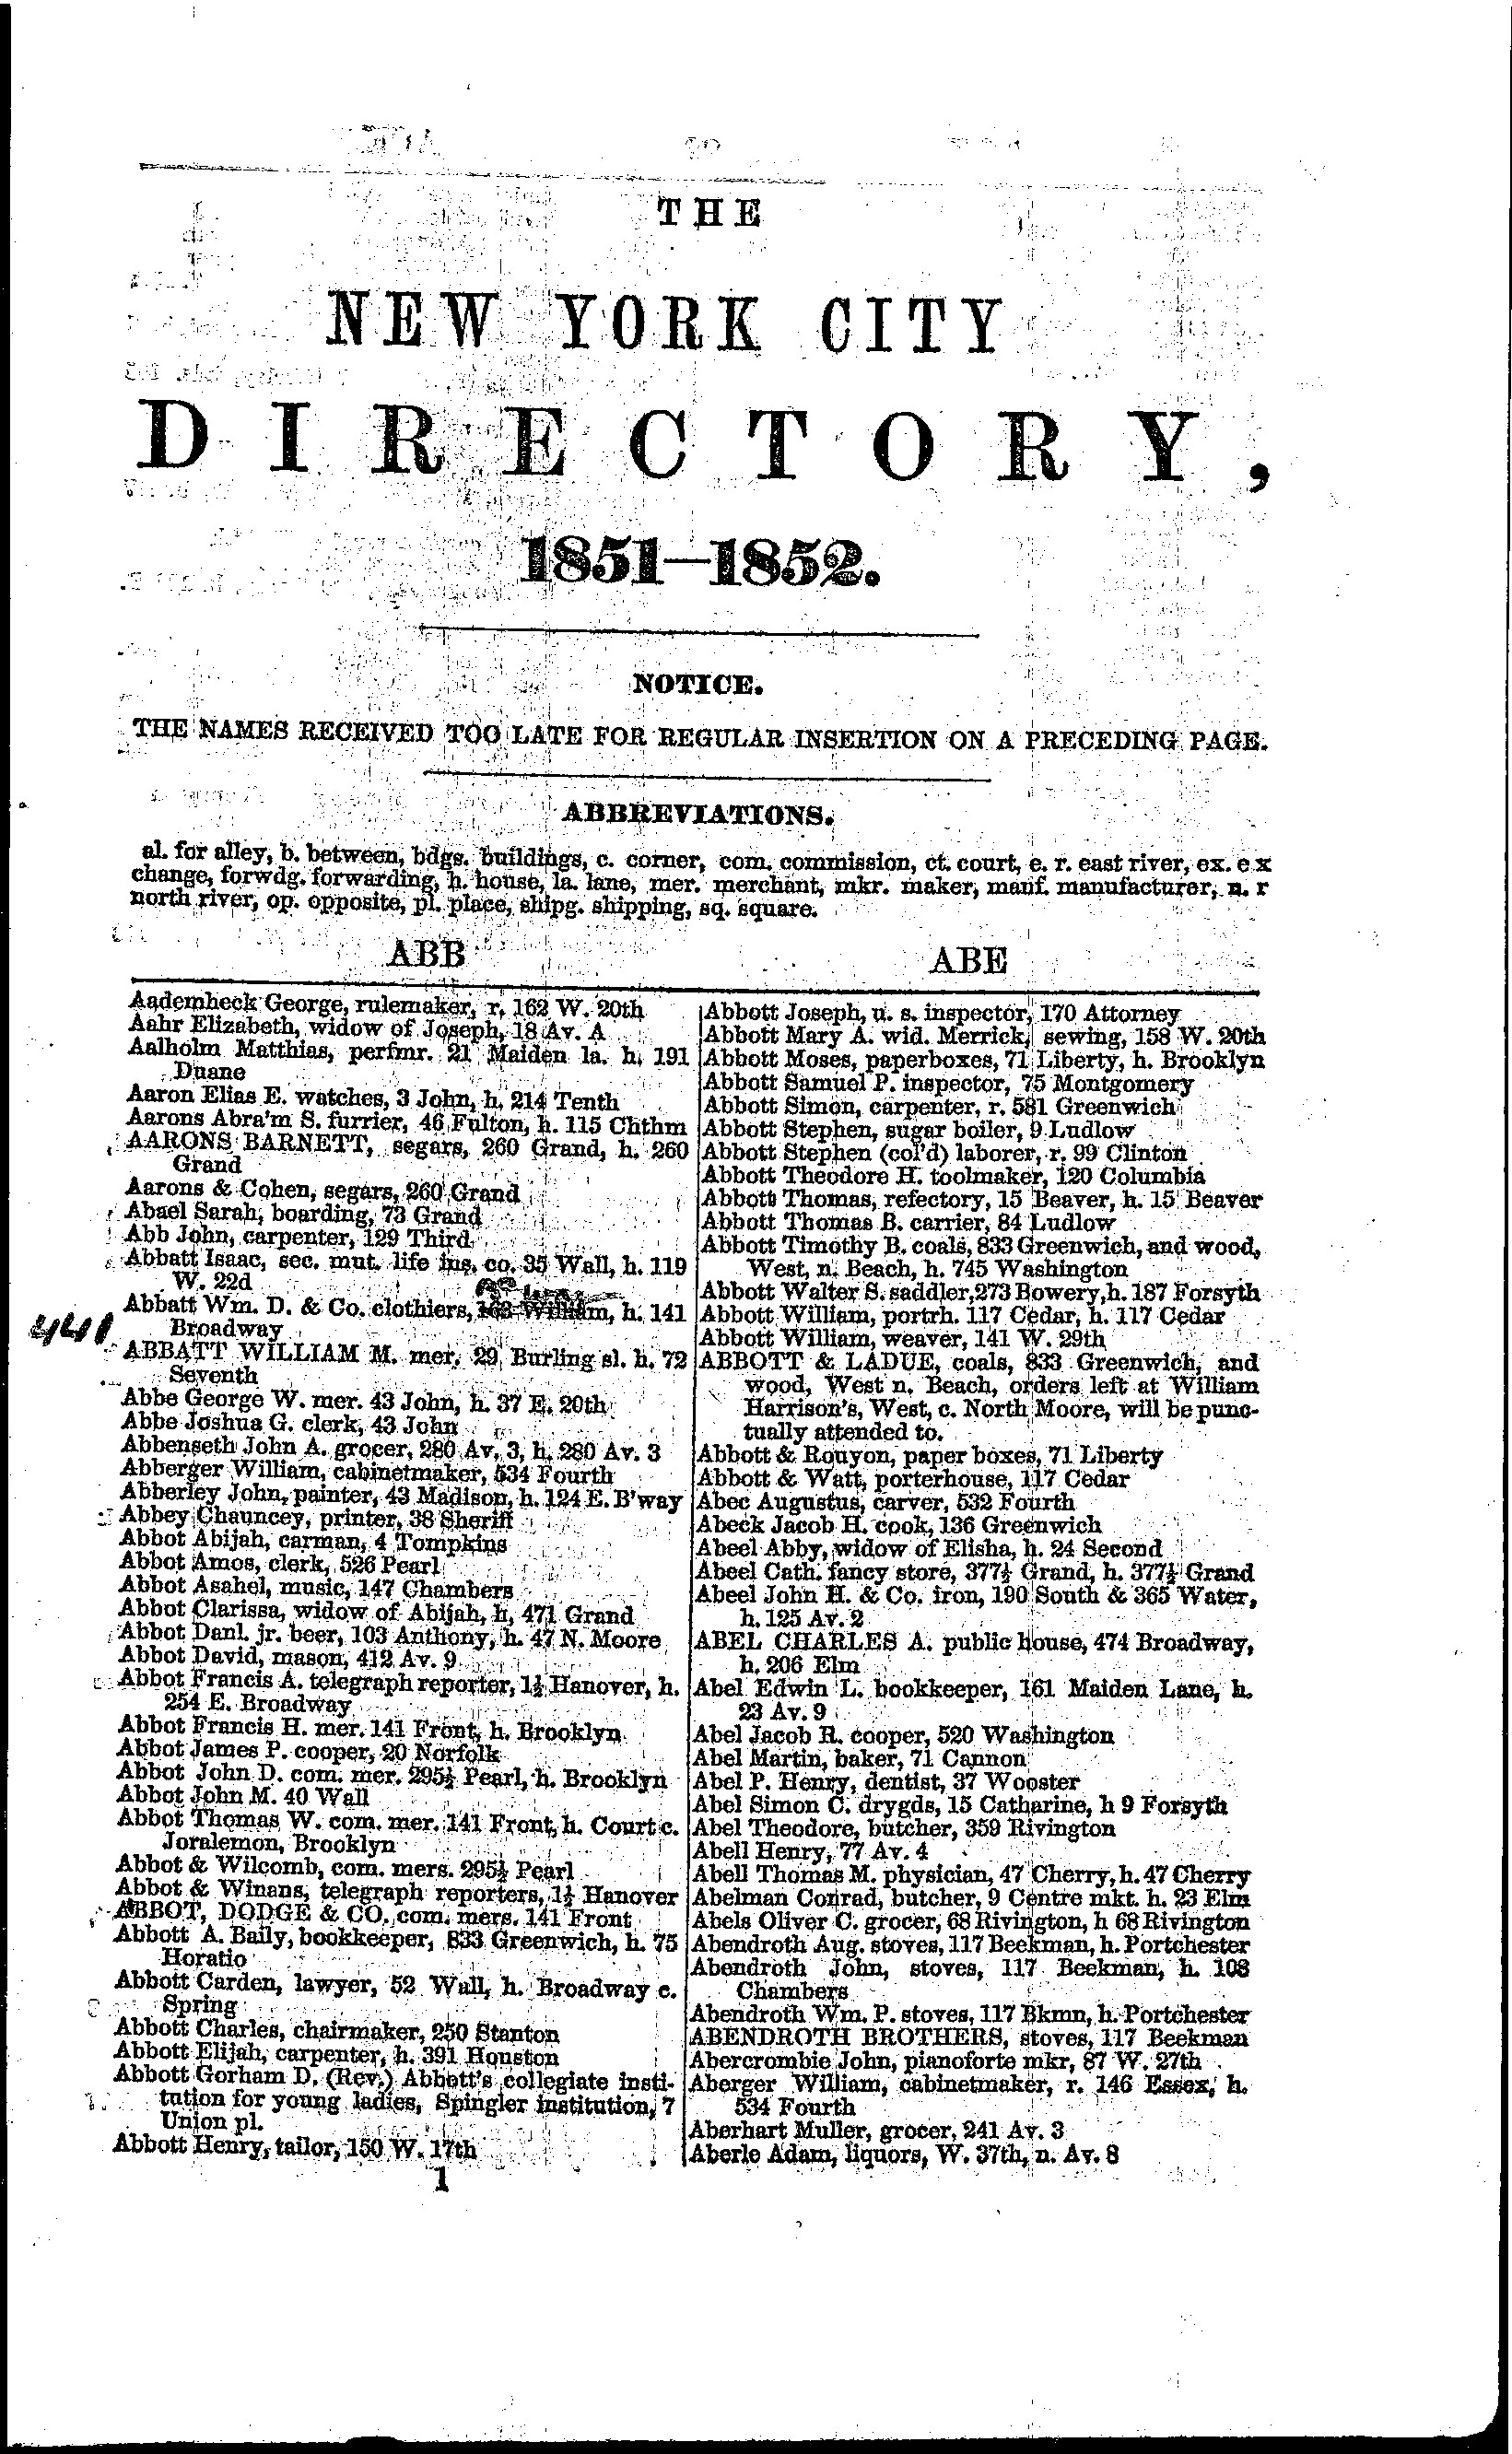 THE
NEW YORK CITY
DIRECTORY,
1851–1852.
NOTICE.
THE NAMES RECEIVED TOO LATE FOR REGULAR INSERTION ON A PRECEDING PAGE.
ABBREVIATIONS.
al. for alley, b. between, bdgs. buildings, c. corner, com. commission, ct. court, e. r. east river, ex. ex
change, forwdg. forwarding, h. house, la. lane, mer. merchant, mkr. maker, manf. manufacturer, n. r
north river, op. opposite, pl. place, shipg. shipping, sq. square.
ABB
Aademheck George, rulemaker, r. 162 W. 20th
Aahr Elizabeth, widow of Joseph, 18 Av. A
Aalholm Matthias, perfmr. 21 Maiden la. h. 191
Duane
Aaron Elias E. watches, 3 John, h. 214 Tenth
Aarons Abra'm S. furrier, 46 Fulton, h. 115 Chthm
AARONS BARNETT, segars, 260 Grand, h. 260
Grand
Aarons & Cohen, segars, 260 Grand
Abael Sarah, boarding, 73 Grand
Abb John, carpenter, 129 Third
Abbatt Isaac, sec. mut. life ins. co. 35 Wall, h. 119
W. 22d
Abbatt Wm. D. & Co. clothiers, 163 William, h. 141
441 Broadway
ABBATT WILLIAM M. mer. 29 Burling sl. h. 72
Seventh
Abbe George W. mer. 43 John, h. 37 E. 20th
Abbe Joshua G. clerk, 43 John
Abbenseth John A. grocer, 280 Av. 3, h. 280 Av. 3
Abberger William, cabinetmaker, 534 Fourth
Abberley John, painter, 43 Madison, h. 124 E. B'way
Abbey Chauncey, printer, 38 Sheriff
Abbot Abijah, carman, 4 Tompkins
Abbot Amos, clerk, 526 Pearl
Abbot Asahel, music, 147 Chambers
Abbot Clarissa, widow of Abijah, h. 471 Grand
Abbot Danl. jr. beer, 103 Anthony, h. 47 N. Moore
Abbot David, mason, 412 Av. 9
Abbot Francis A. telegraph reporter, 1½ Hanover, h.
254 E. Broadway
Abbot Francis H. mer. 141 Front, h. Brooklyn
Abbot James P. cooper, 20 Norfolk
Abbot John D. com. mer. 295½ Pearl, h. Brooklyn
Abbot John M. 40 Wall
Abbot Thomas W. com. mer. 141 Front, h. Court c.
Joralemon, Brooklyn
Abbot & Wilcomb, com. mers. 295½ Pearl
Abbot & Winans, telegraph reporters, 1½ Hanover
ABBOT, DODGE & CO. com. mers. 141 Front
Abbott A. Baily, bookkeeper, 833 Greenwich, h. 75
Horatio
Abbott Carden, lawyer, 52 Wall, h. Broadway c.
Spring
Abbott Charles, chairmaker, 250 Stanton
Abbott Elijah, carpenter, h. 391 Houston
Abbott Gorham D. (Rev.) Abbott's collegiate insti-
tution for young ladies, Spingler institution, 7
Union pl.
Abbott Henry, tailor, 150 W. 17th
1
ABE
Abbott Joseph, u. s. inspector, 170 Attorney
Abbott Mary A. wid. Merrick, sewing, 158 W. 20th
Abbott Moses, paperboxes, 71 Liberty, h. Brooklyn
Abbott Samuel P. inspector, 75 Montgomery
Abbott Simon, carpenter, r. 581 Greenwich
Abbott Stephen, sugar boiler, 9 Ludlow
Abbott Stephen (col'd) laborer, r. 99 Clinton
Abbott Theodore H. toolmaker, 120 Columbia
Abbott Thomas, refectory, 15 Beaver, h. 15 Beaver
Abbott Thomas B. carrier, 84 Ludlow
Abbott Timothy B. coals, 833 Greenwich, and wood,
West, n. Beach, h. 745 Washington
Abbott Walter S. saddler, 273 Bowery, h. 187 Forsyth
Abbott William, portrh. 117 Cedar, h. 117 Cedar
Abbott William, weaver, 141 W. 29th
ABBOTT & LADUE, coals, 833 Greenwich, and
wood, West n. Beach, orders left at William
Harrison's, West, c. North Moore, will be punc-
tually attended to.
Abbott & Rouyon, paper boxes, 71 Liberty
Abbott & Watt, porterhouse, 117 Cedar
Abec Augustus, carver, 532 Fourth
Abeck Jacob H. cook, 136 Greenwich
Abeel Abby, widow of Elisha, h. 24 Second
Abeel Cath. fancy store, 377½ Grand, h. 377½ Grand
Abeel John H. & Co. iron, 190 South & 365 Water,
h. 125 Av. 2
ABEL CHARLES A. public house, 474 Broadway,
h. 206 Elm
Abel Edwin L. bookkeeper, 161 Maiden Lane, h.
23 Av. 9
Abel Jacob R. cooper, 520 Washington
Abel Martin, baker, 71 Cannon
Abel P. Henry, dentist, 37 Wooster
Abel Simon C. drygds, 15 Catharine, h 9 Forsyth
Abel Theodore, butcher, 359 Rivington
Abell Henry, 77 Av. 4
Abell Thomas M. physician, 47 Cherry, h. 47 Cherry
Abelman Conrad, butcher, 9 Centre mkt. h. 23 Elm
Abels Oliver C. grocer, 68 Rivington, h 68 Rivington
Abendroth Aug. stoves, 117 Beekman, h. Portchester
Abendroth John, stoves, 117 Beekman, h. 103
Chambers
Abendroth Wm. P. stoves, 117 Bkmn, h. Portchester
ABENDROTH BROTHERS, stoves, 117 Beekman
Abercrombie John, pianoforte mkr, 87 W. 27th
Aberger William, cabinetmaker, r. 146 Essex, h.
534 Fourth
Aberhart Muller, grocer, 241 Av. 3
Aberle Adam, liquors, W. 37th, n. Av. 8